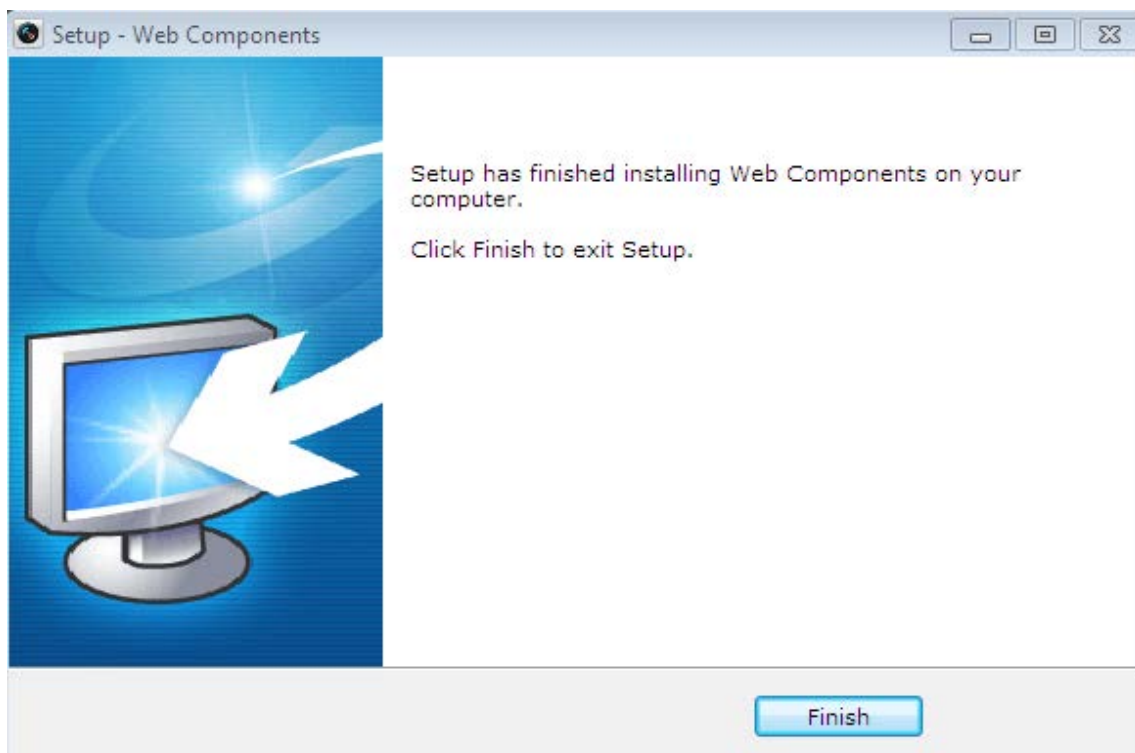 Setup - Web Components
Setup has finished installing Web Components on your
computer.
Click Finish to exit Setup.
Finish